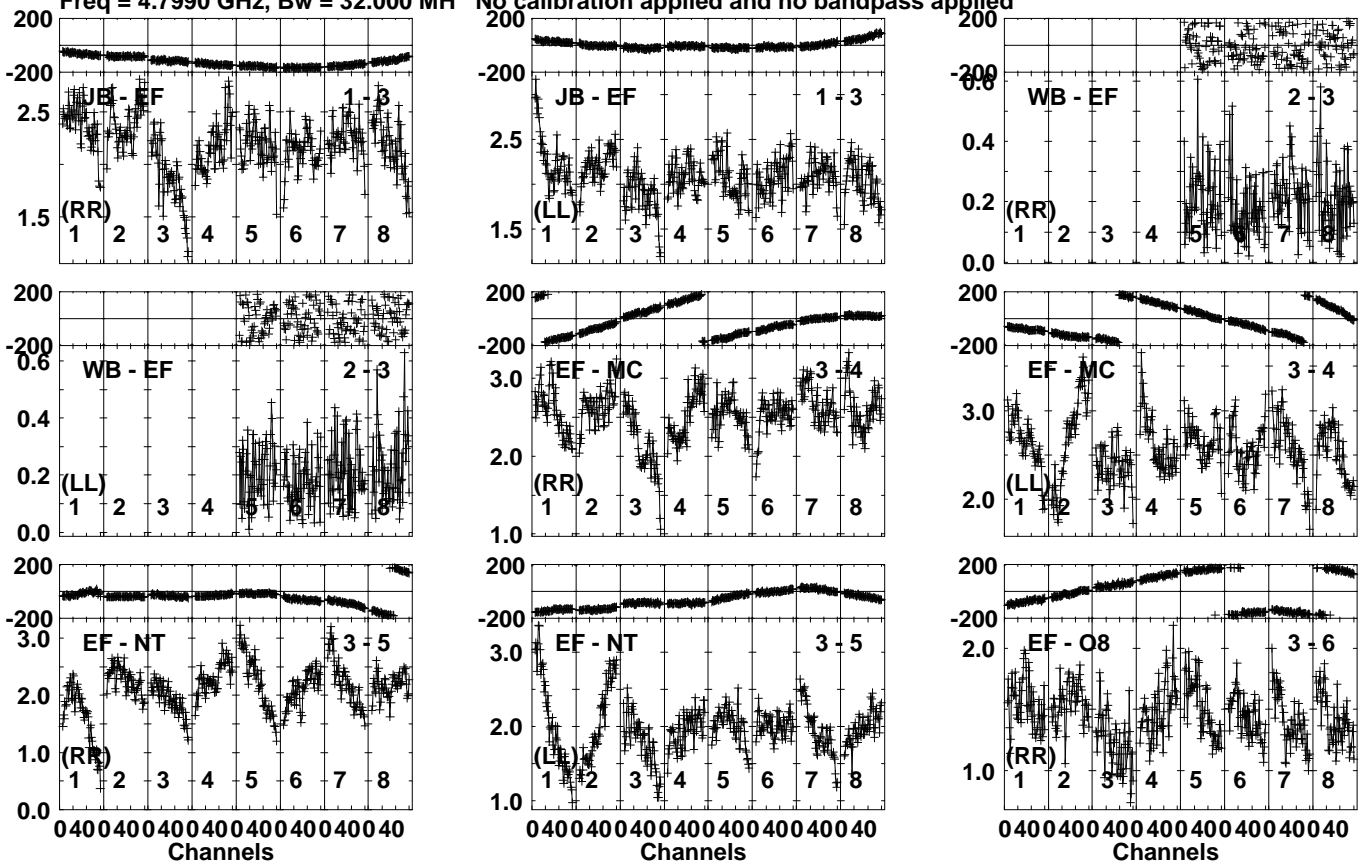 Freq = 4.7990 GHz, Bw = 32.000 MH No calibration applied and no bandpass applied
200
-200
JB - EF 1 - 3
2.5
1.5
(RR)
1 2 3 4 5 6 7 8
JB - EF 1 - 3
2.5
1.5
(LL)
1 2 3 4 5 6 7 8
200
-200
0.6
WB - EF 2 - 3
0.4
0.2
(RR)
0.0
1 2 3 4 5 6 7 8
200
-200
0.6
WB - EF 2 - 3
0.4
0.2
(LL)
0.0
1 2 3 4 5 6 7 8
200
-200
EF - MC 3 - 4
3.0
2.0
(RR)
1.0
1 2 3 4 5 6 7 8
200
-200
EF - MC 3 - 4
3.0
2.0
(LL)
1 2 3 4 5 6 7 8
200
-200
3.0
EF - NT 3 - 5
2.0
1.0
(RR)
0.0
1 2 3 4 5 6 7 8
0 40 0 40 0 40 0 40 0 40 0 40 0 40 0 40
Channels
EF - NT 3 - 5
3.0
2.0
(LL)
1.0
1 2 3 4 5 6 7 8
0 40 0 40 0 40 0 40 0 40 0 40 0 40 0 40
Channels
200
-200
EF - O8 3 - 6
2.0
1.0
(RR)
1 2 3 4 5 6 7 8
0 40 0 40 0 40 0 40 0 40 0 40 0 40 0 40
Channels